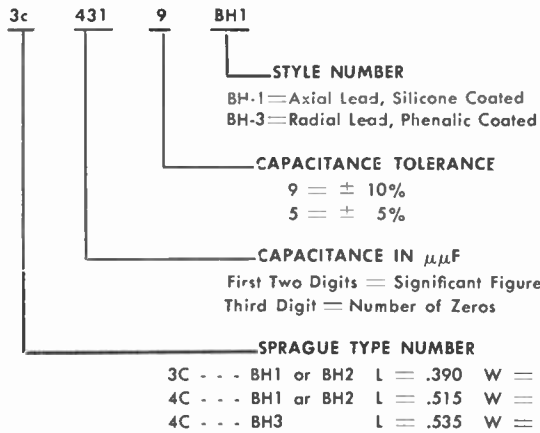 3c 431 9 BH1
STYLE NUMBER
BH-1=Axial Lead, Silicone Coated
BH-3=Radial Lead, Phenalic Coated
CAPACITANCE TOLERANCE
9 = ± 10%
5 = ± 5%
CAPACITANCE IN μμF
First Two Digits = Significant Figure
Third Digit = Number of Zeros
SPRAGUE TYPE NUMBER
3C - - - BH1 or BH2 L = .390 W =
4C - - - BH1 ar BH2 L = .515 W =
4C - - - BH3 L = .535 W =